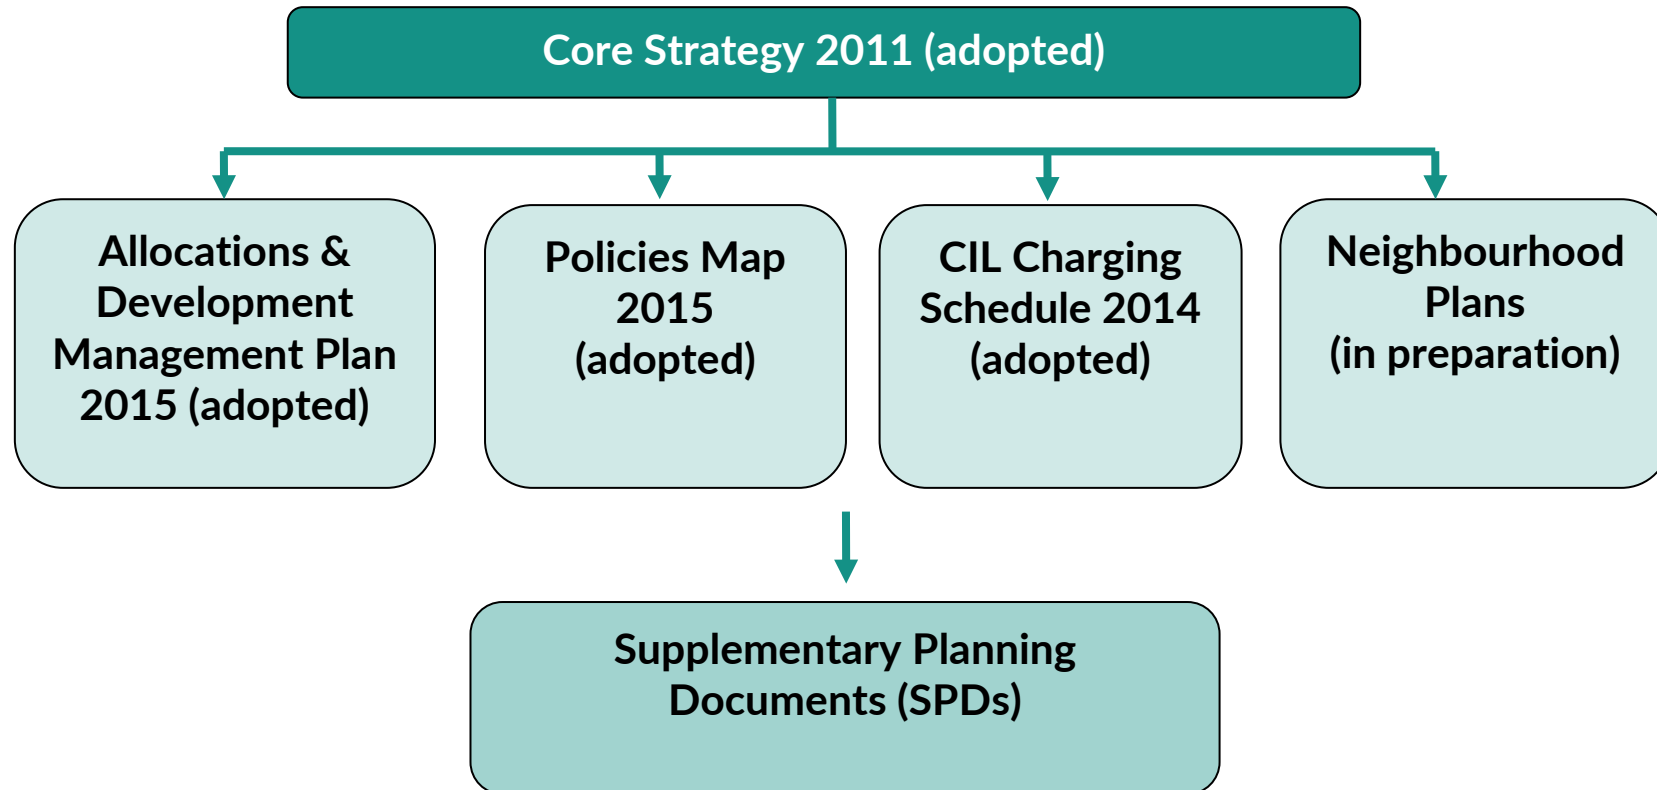 Core Strategy 2011 (adopted)
Allocations &
Development
Management Plan
2015 (adopted)
Policies Map
2015
(adopted)
CIL Charging
Schedule 2014
(adopted)
Neighbourhood
Plans
(in preparation)
Supplementary Planning
Documents (SPDs)